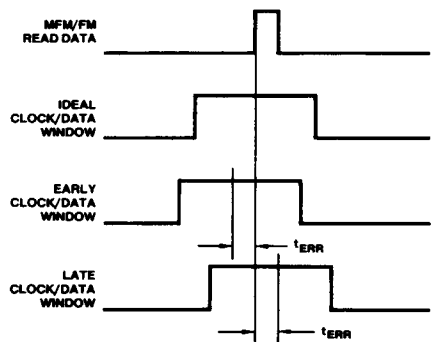 MFM/FM
READ DATA
IDEAL
CLOCK/DATA
WINDOW
EARLY
CLOCK/DATA
WINDOW
tERR
LATE
CLOCK/DATA
WINDOW
tERR